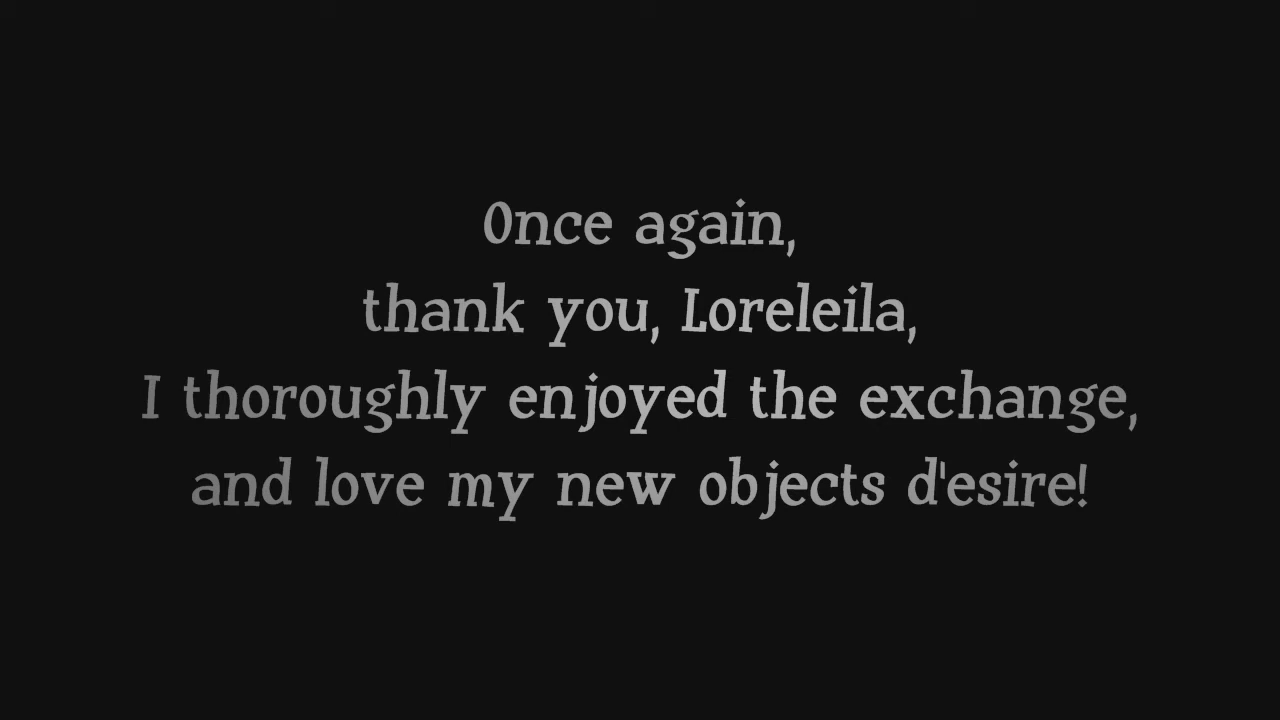 Once again,
thank you, Loreleila,
I thoroughly enjoyed the exchange,
and love my new objects d'esire!